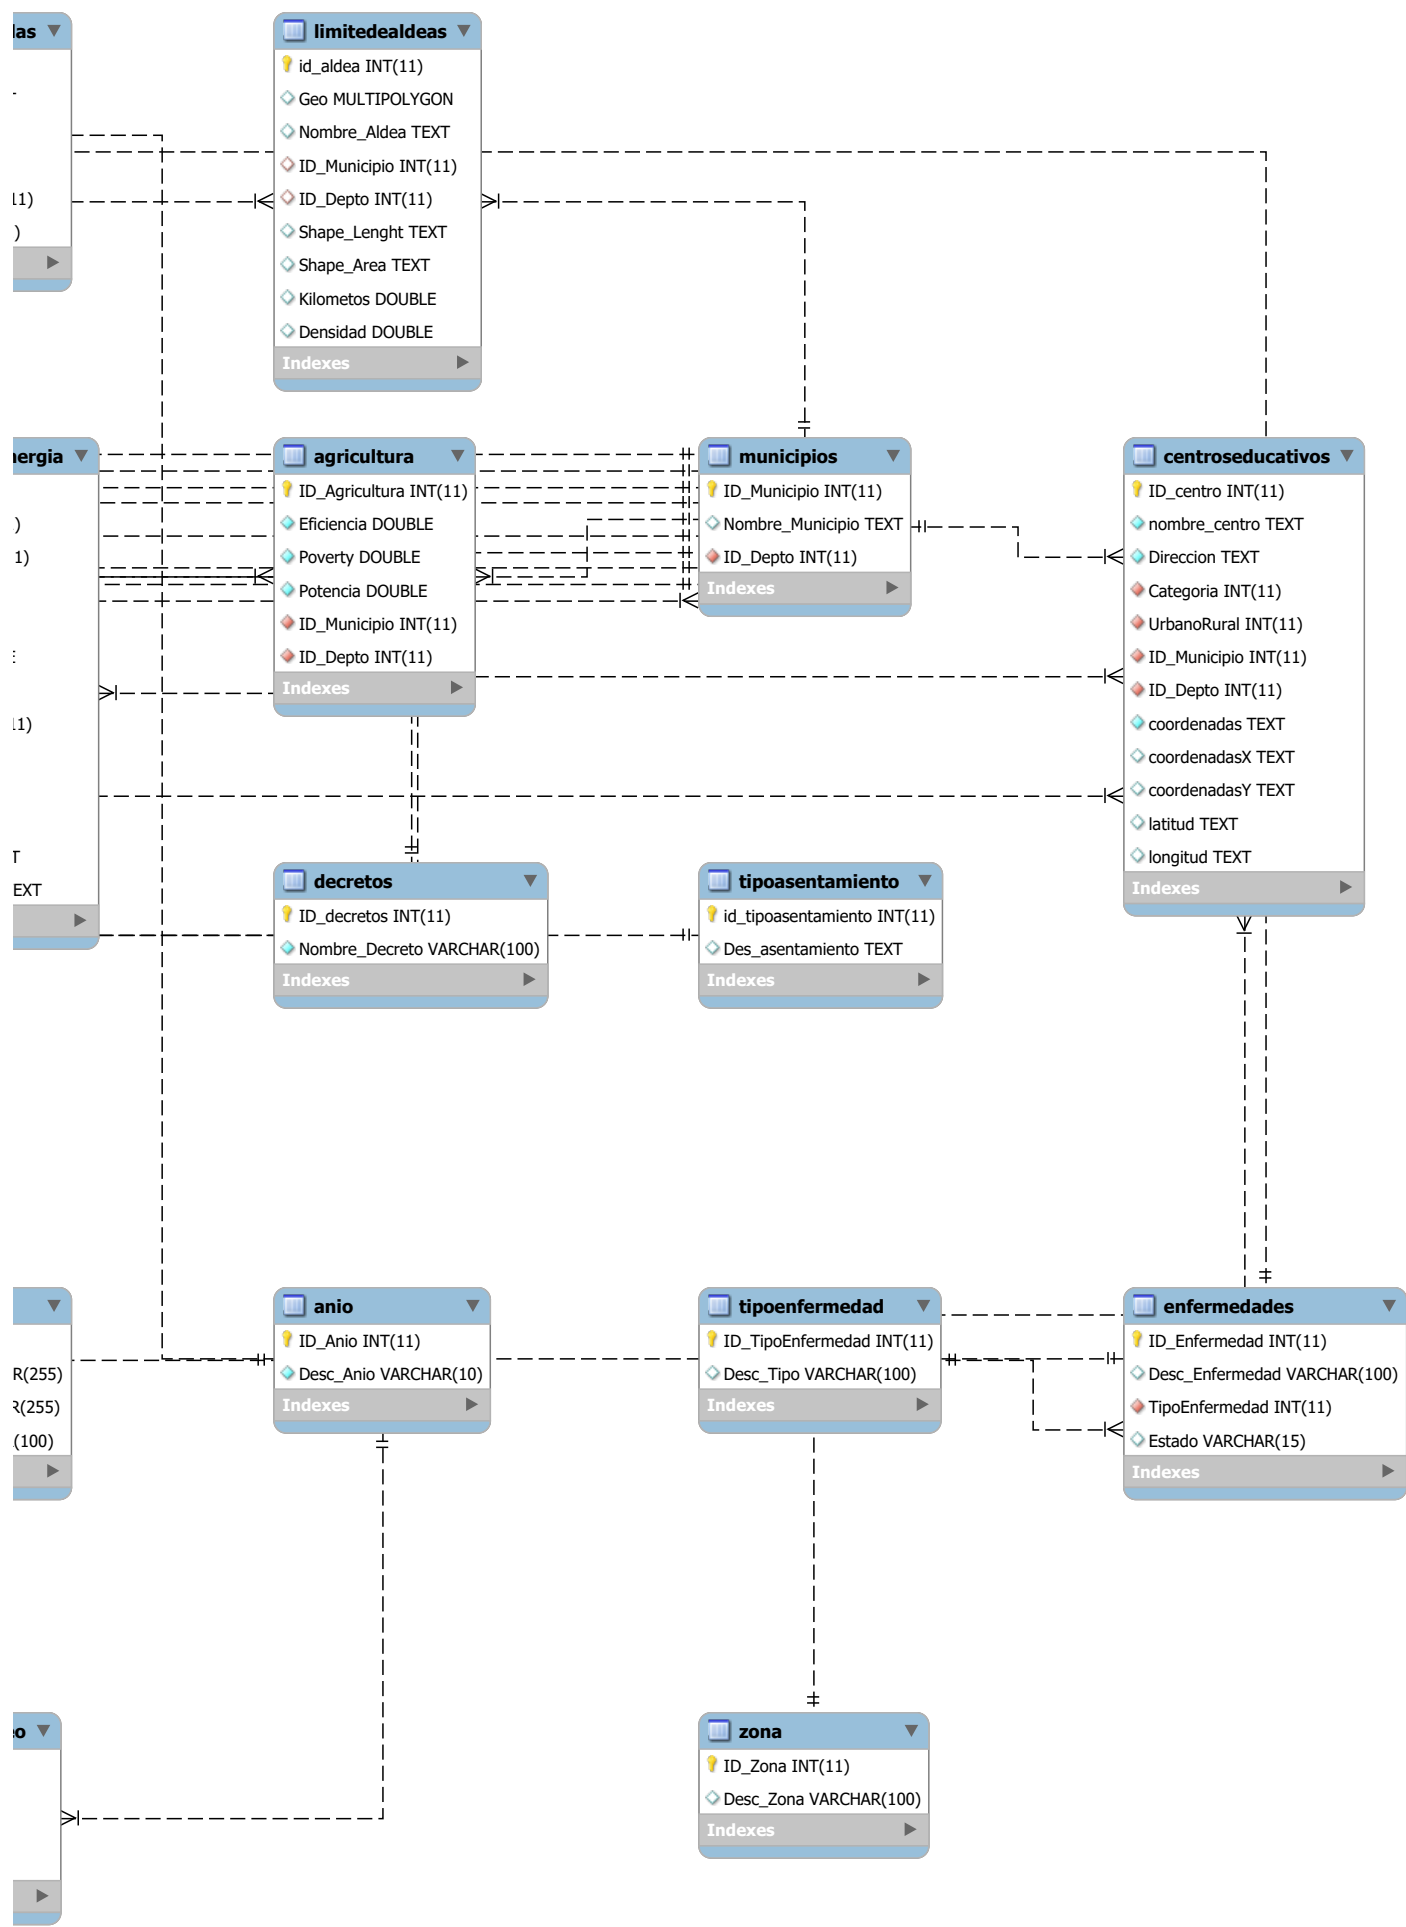 las
11)
)
limitedealdeas
id_aldea INT(11)
Geo MULTIPOLYGON
Nombre_Aldea TEXT
ID_Municipio INT(11)
ID_Depto INT(11)
Shape_Lenght TEXT
Shape_Area TEXT
Kilometos DOUBLE
Densidad DOUBLE
Indexes
nergia
)
1)
E
11)
T
EXT
agricultura
ID_Agricultura INT(11)
Eficiencia DOUBLE
Poverty DOUBLE
Potencia DOUBLE
ID_Municipio INT(11)
ID_Depto INT(11)
Indexes
municipios
ID_Municipio INT(11)
Nombre_Municipio TEXT
ID_Depto INT(11)
Indexes
centroseducativos
ID_centro INT(11)
nombre_centro TEXT
Direccion TEXT
Categoria INT(11)
UrbanoRural INT(11)
ID_Municipio INT(11)
ID_Depto INT(11)
coordenadas TEXT
coordenadasX TEXT
coordenadasY TEXT
latitud TEXT
longitud TEXT
Indexes
decretos
ID_decretos INT(11)
Nombre_Decreto VARCHAR(100)
Indexes
tipoasentamiento
id_tipoasentamiento INT(11)
Des_asentamiento TEXT
Indexes
R(255)
R(255)
(100)
anio
ID_Anio INT(11)
Desc_Anio VARCHAR(10)
Indexes
tipoenfermedad
ID_TipoEnfermedad INT(11)
Desc_Tipo VARCHAR(100)
Indexes
enfermedades
ID_Enfermedad INT(11)
Desc_Enfermedad VARCHAR(100)
TipoEnfermedad INT(11)
Estado VARCHAR(15)
Indexes
eo
zona
ID_Zona INT(11)
Desc_Zona VARCHAR(100)
Indexes